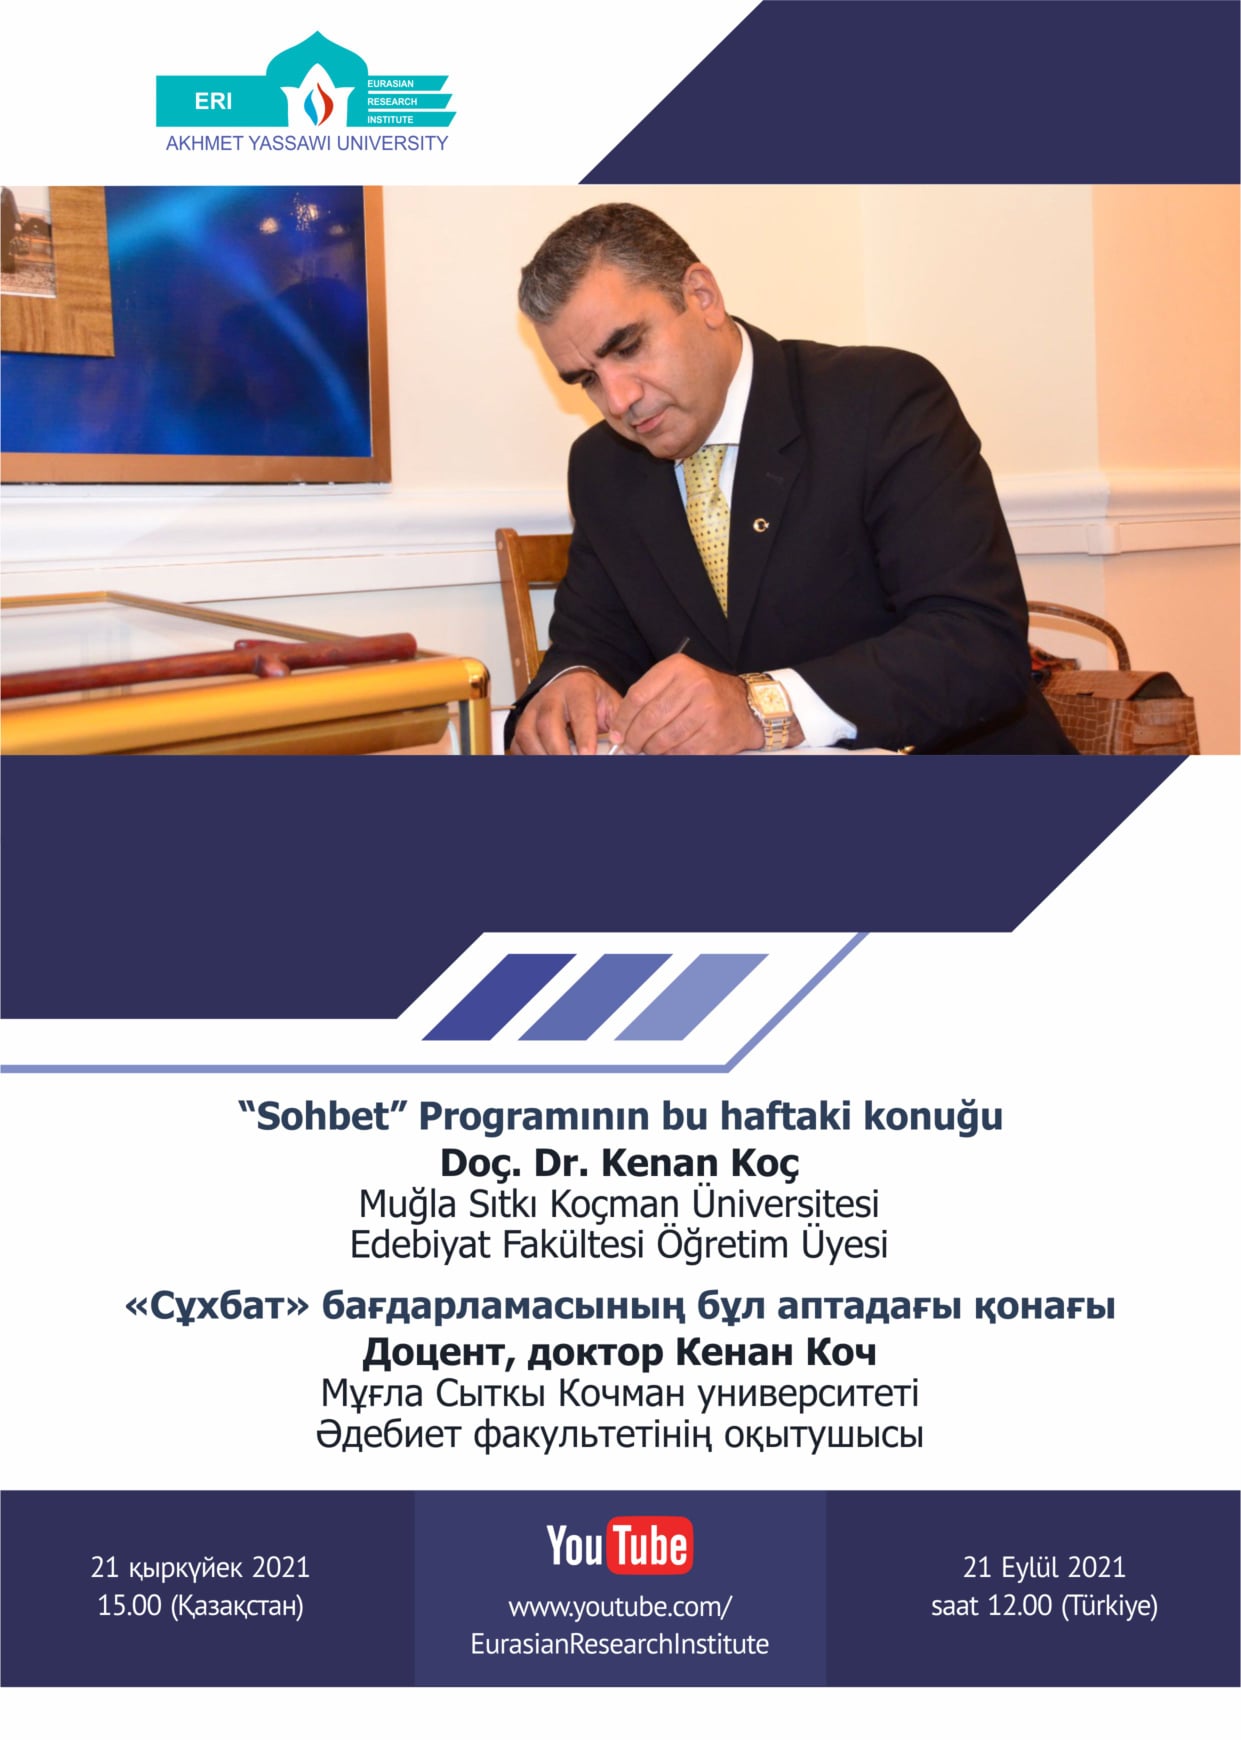 ERI
EURASIAN
RESEARCH
INSTITUTE
AKHMET YASSAWI UNIVERSITY
“Sohbet” Programının bu haftaki konuğu
Doç. Dr. Kenan Koç
Muğla Sıtkı Koçman Üniversitesi
Edebiyat Fakültesi Öğretim Üyesi
«Сұхбат» бағдарламасының бұл аптадағы қонағы
Доцент, доктор Кенан Коч
Мұғла Сыткы Кочман университеті
Әдебиет факультетінің оқытушысы
21 қыркүйек 2021
15.00 (Қазақстан)
YouTube
www.youtube.com/
EurasianResearchInstitute
21 Eylül 2021
saat 12.00 (Türkiye)